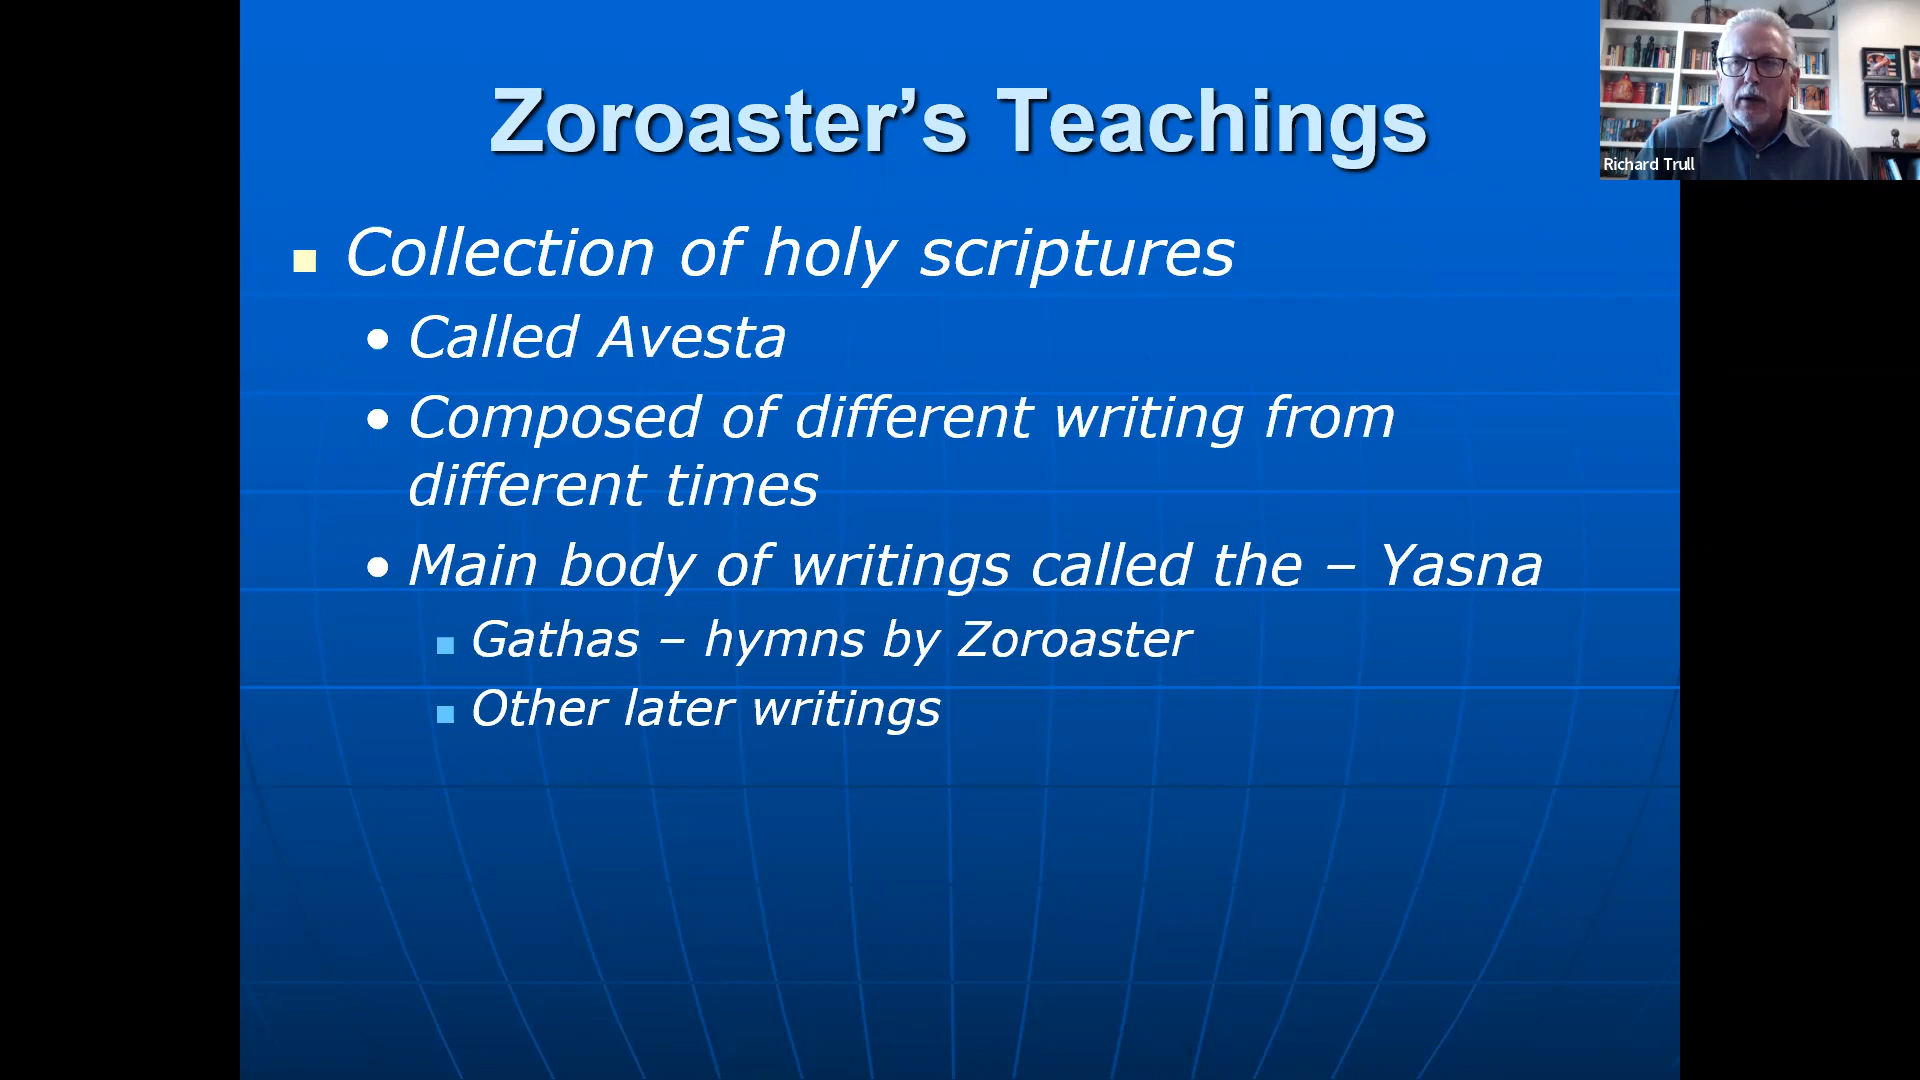 Zoroaster’s Teachings
Richard Trull
Collection of holy scriptures
Called Avesta
Composed of different writing from
different times
Main body of writings called the – Yasna
Gathas – hymns by Zoroaster
Other later writings